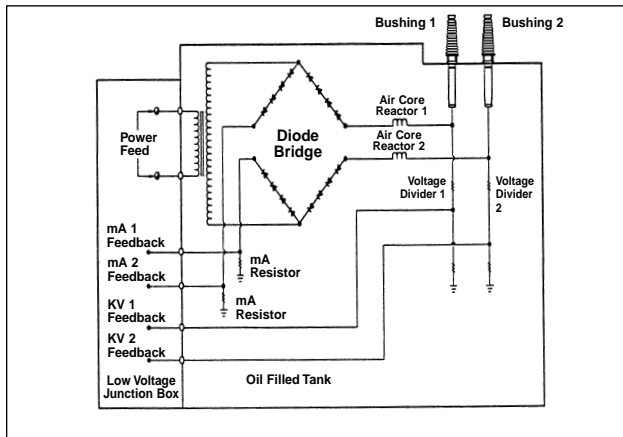 Bushing 1
Bushing 2
Power
Feed
Diode
Bridge
Air Core
Reactor 1
Air Core
Reactor 2
Voltage
Divider 1
Voltage
Divider
2
mA 1
Feedback
mA 2
Feedback
KV 1
Feedback
KV 2
Feedback
mA
Resistor
mA
Resistor
Low Voltage
Junction Box
Oil Filled Tank